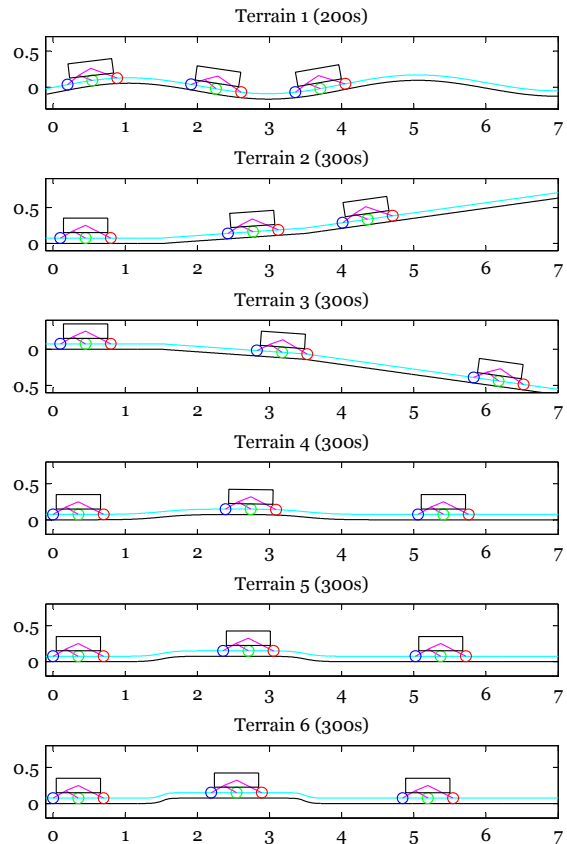 Terrain 1 (200s)
0.5
0
0 1 2 3 4 5 6 7
Terrain 2 (300s)
0.5
0
0 1 2 3 4 5 6 7
Terrain 3 (300s)
0
-0.5
0 1 2 3 4 5 6 7
Terrain 4 (300s)
0.5
0
0 1 2 3 4 5 6 7
Terrain 5 (300s)
0.5
0
0 1 2 3 4 5 6 7
Terrain 6 (300s)
0.5
0
0 1 2 3 4 5 6 7